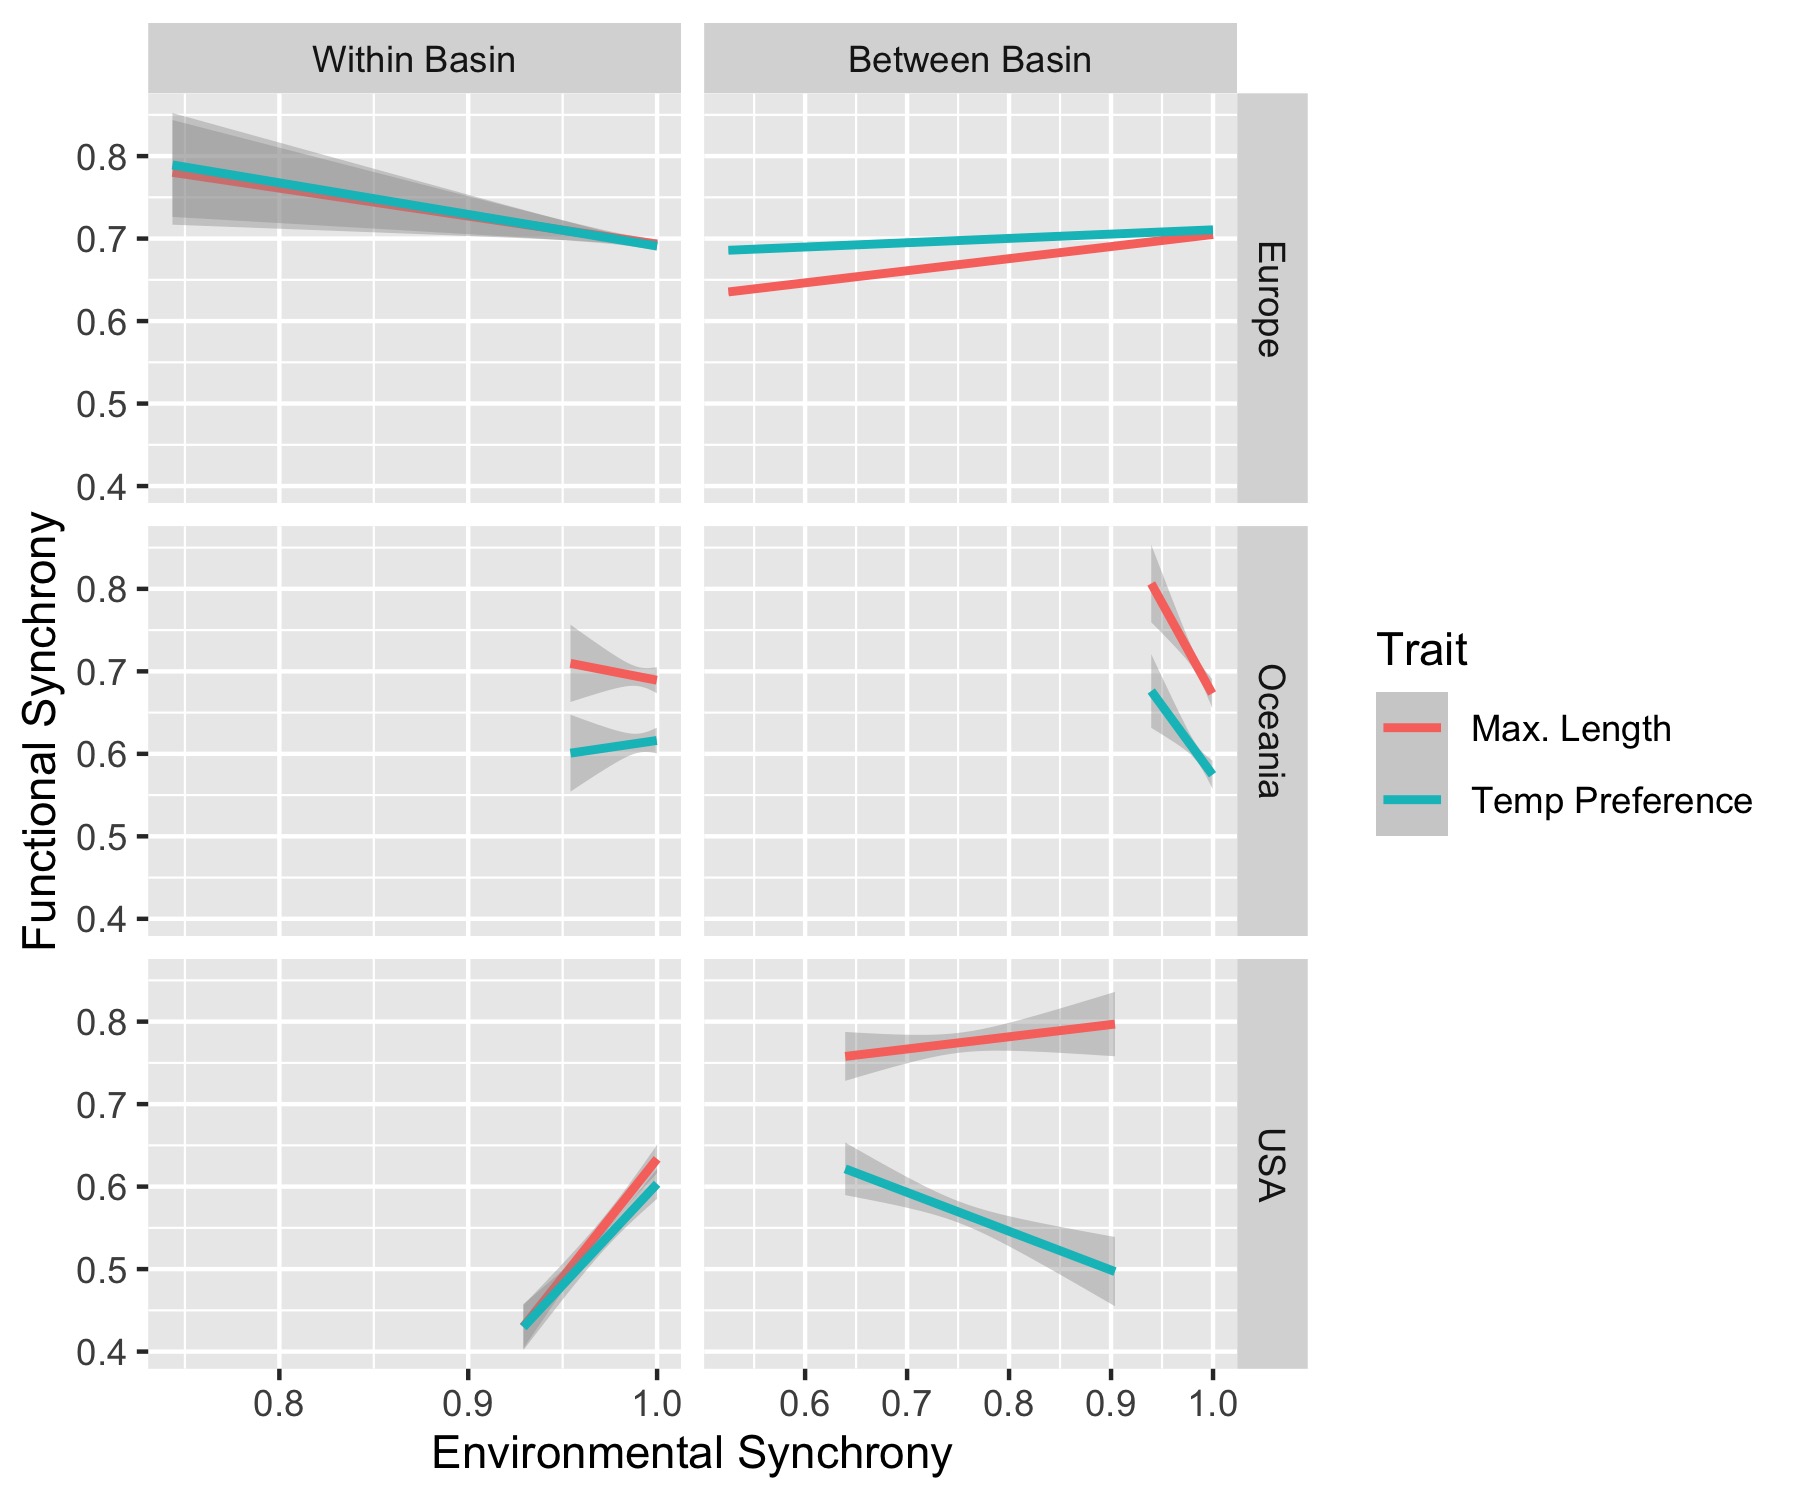 Within Basin
Between Basin
0.8
0.7
0.6
0.5
0.4
Europe
0.8
0.7
0.6
0.5
0.4
Oceania
0.8
0.7
0.6
0.5
0.4
USA
0.8 0.9 1.0
0.6 0.7 0.8 0.9 1.0
Environmental Synchrony
Functional Synchrony
Trait
Max. Length
Temp Preference